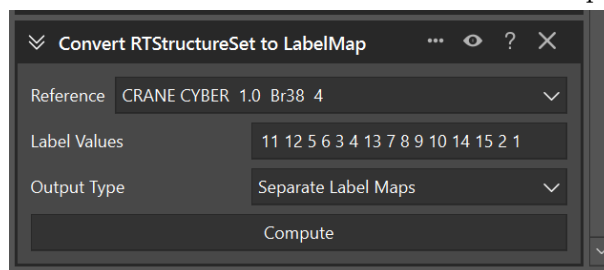 Convert RTStructureSet to LabelMap ... ?
Reference CRANE CYBER 1.0 Br38 4
Label Values 11 12 5 6 3 4 13 7 8 9 10 14 15 2 1
Output Type Separate Label Maps
Compute